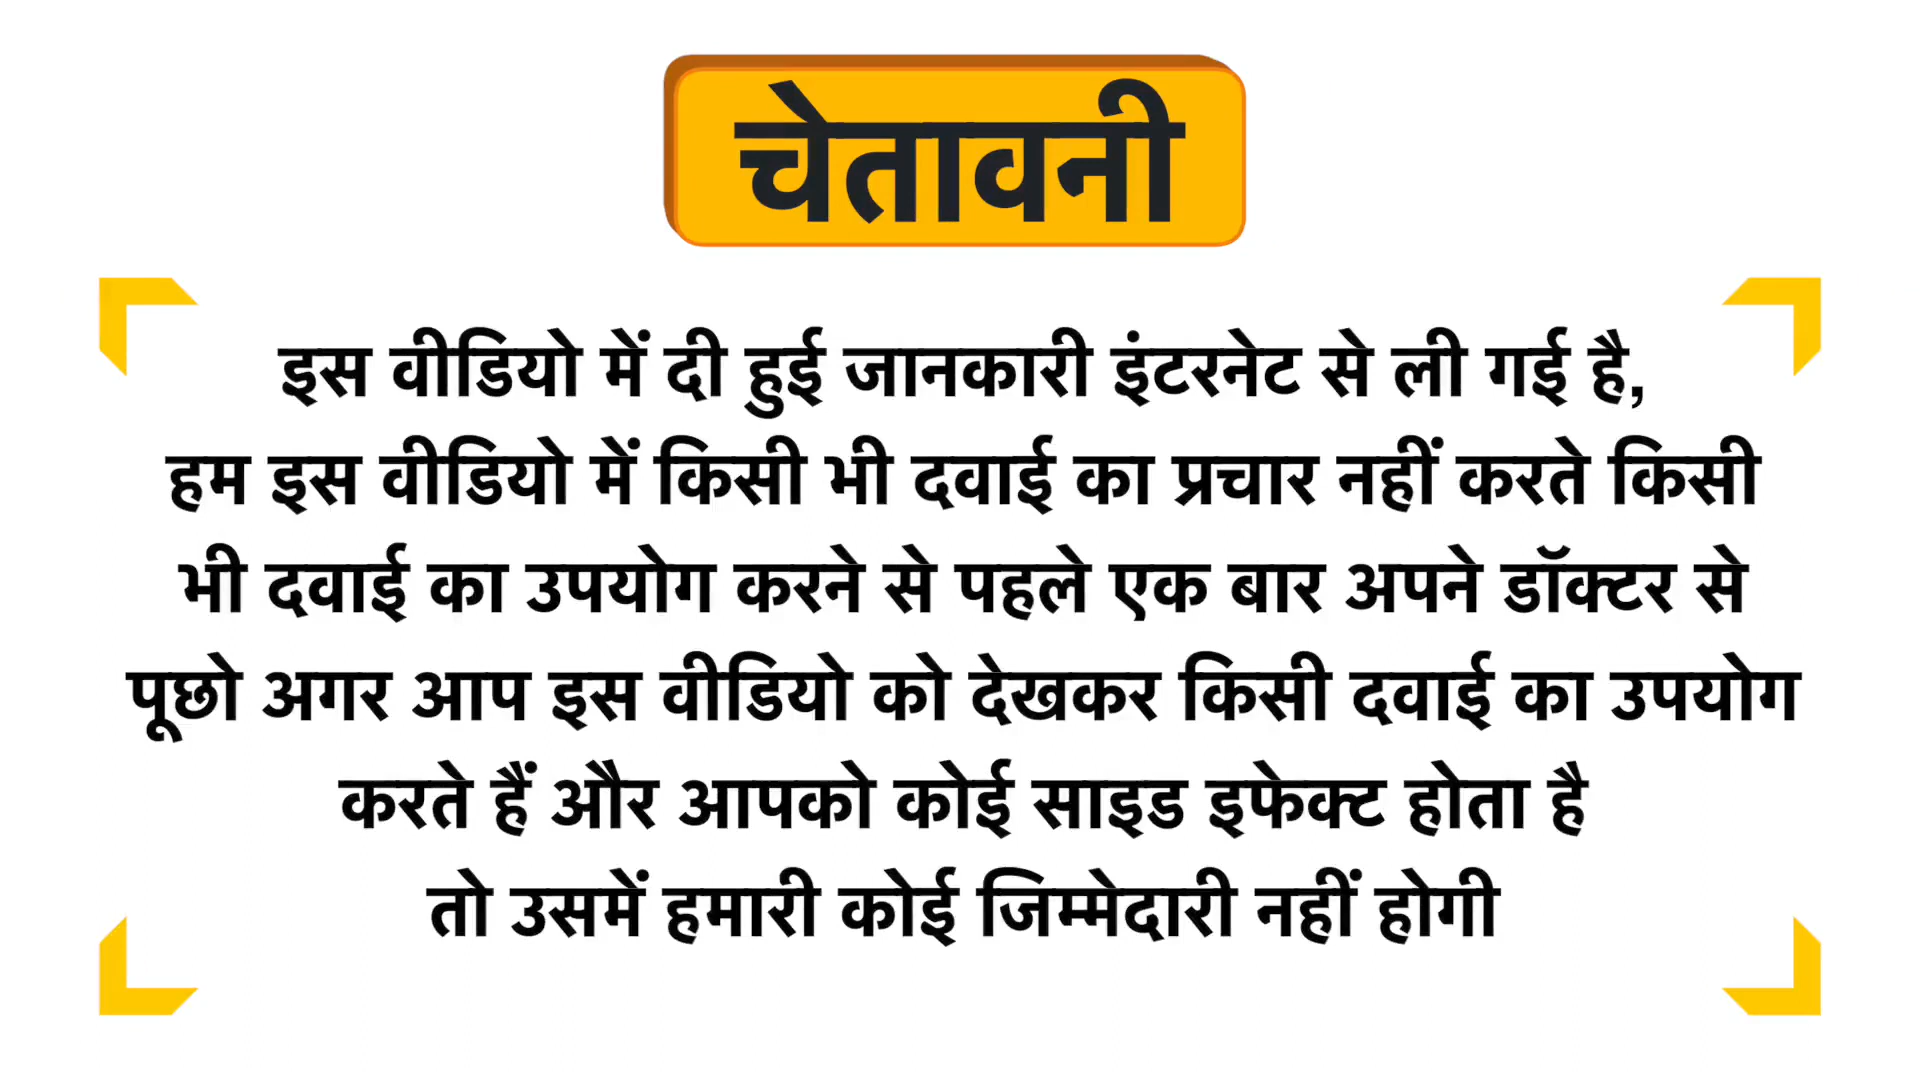 चेतावनी
इस वीडियो में दी हुई जानकारी इंटरनेट से ली गई है,
हम इस वीडियो में किसी भी दवाई का प्रचार नहीं करते किसी
भी दवाई का उपयोग करने से पहले एक बार अपने डॉक्टर से
पूछो अगर आप इस वीडियो को देखकर किसी दवाई का उपयोग
करते हैं और आपको कोई साइड इफेक्ट होता है
तो उसमें हमारी कोई जिम्मेदारी नहीं होगी